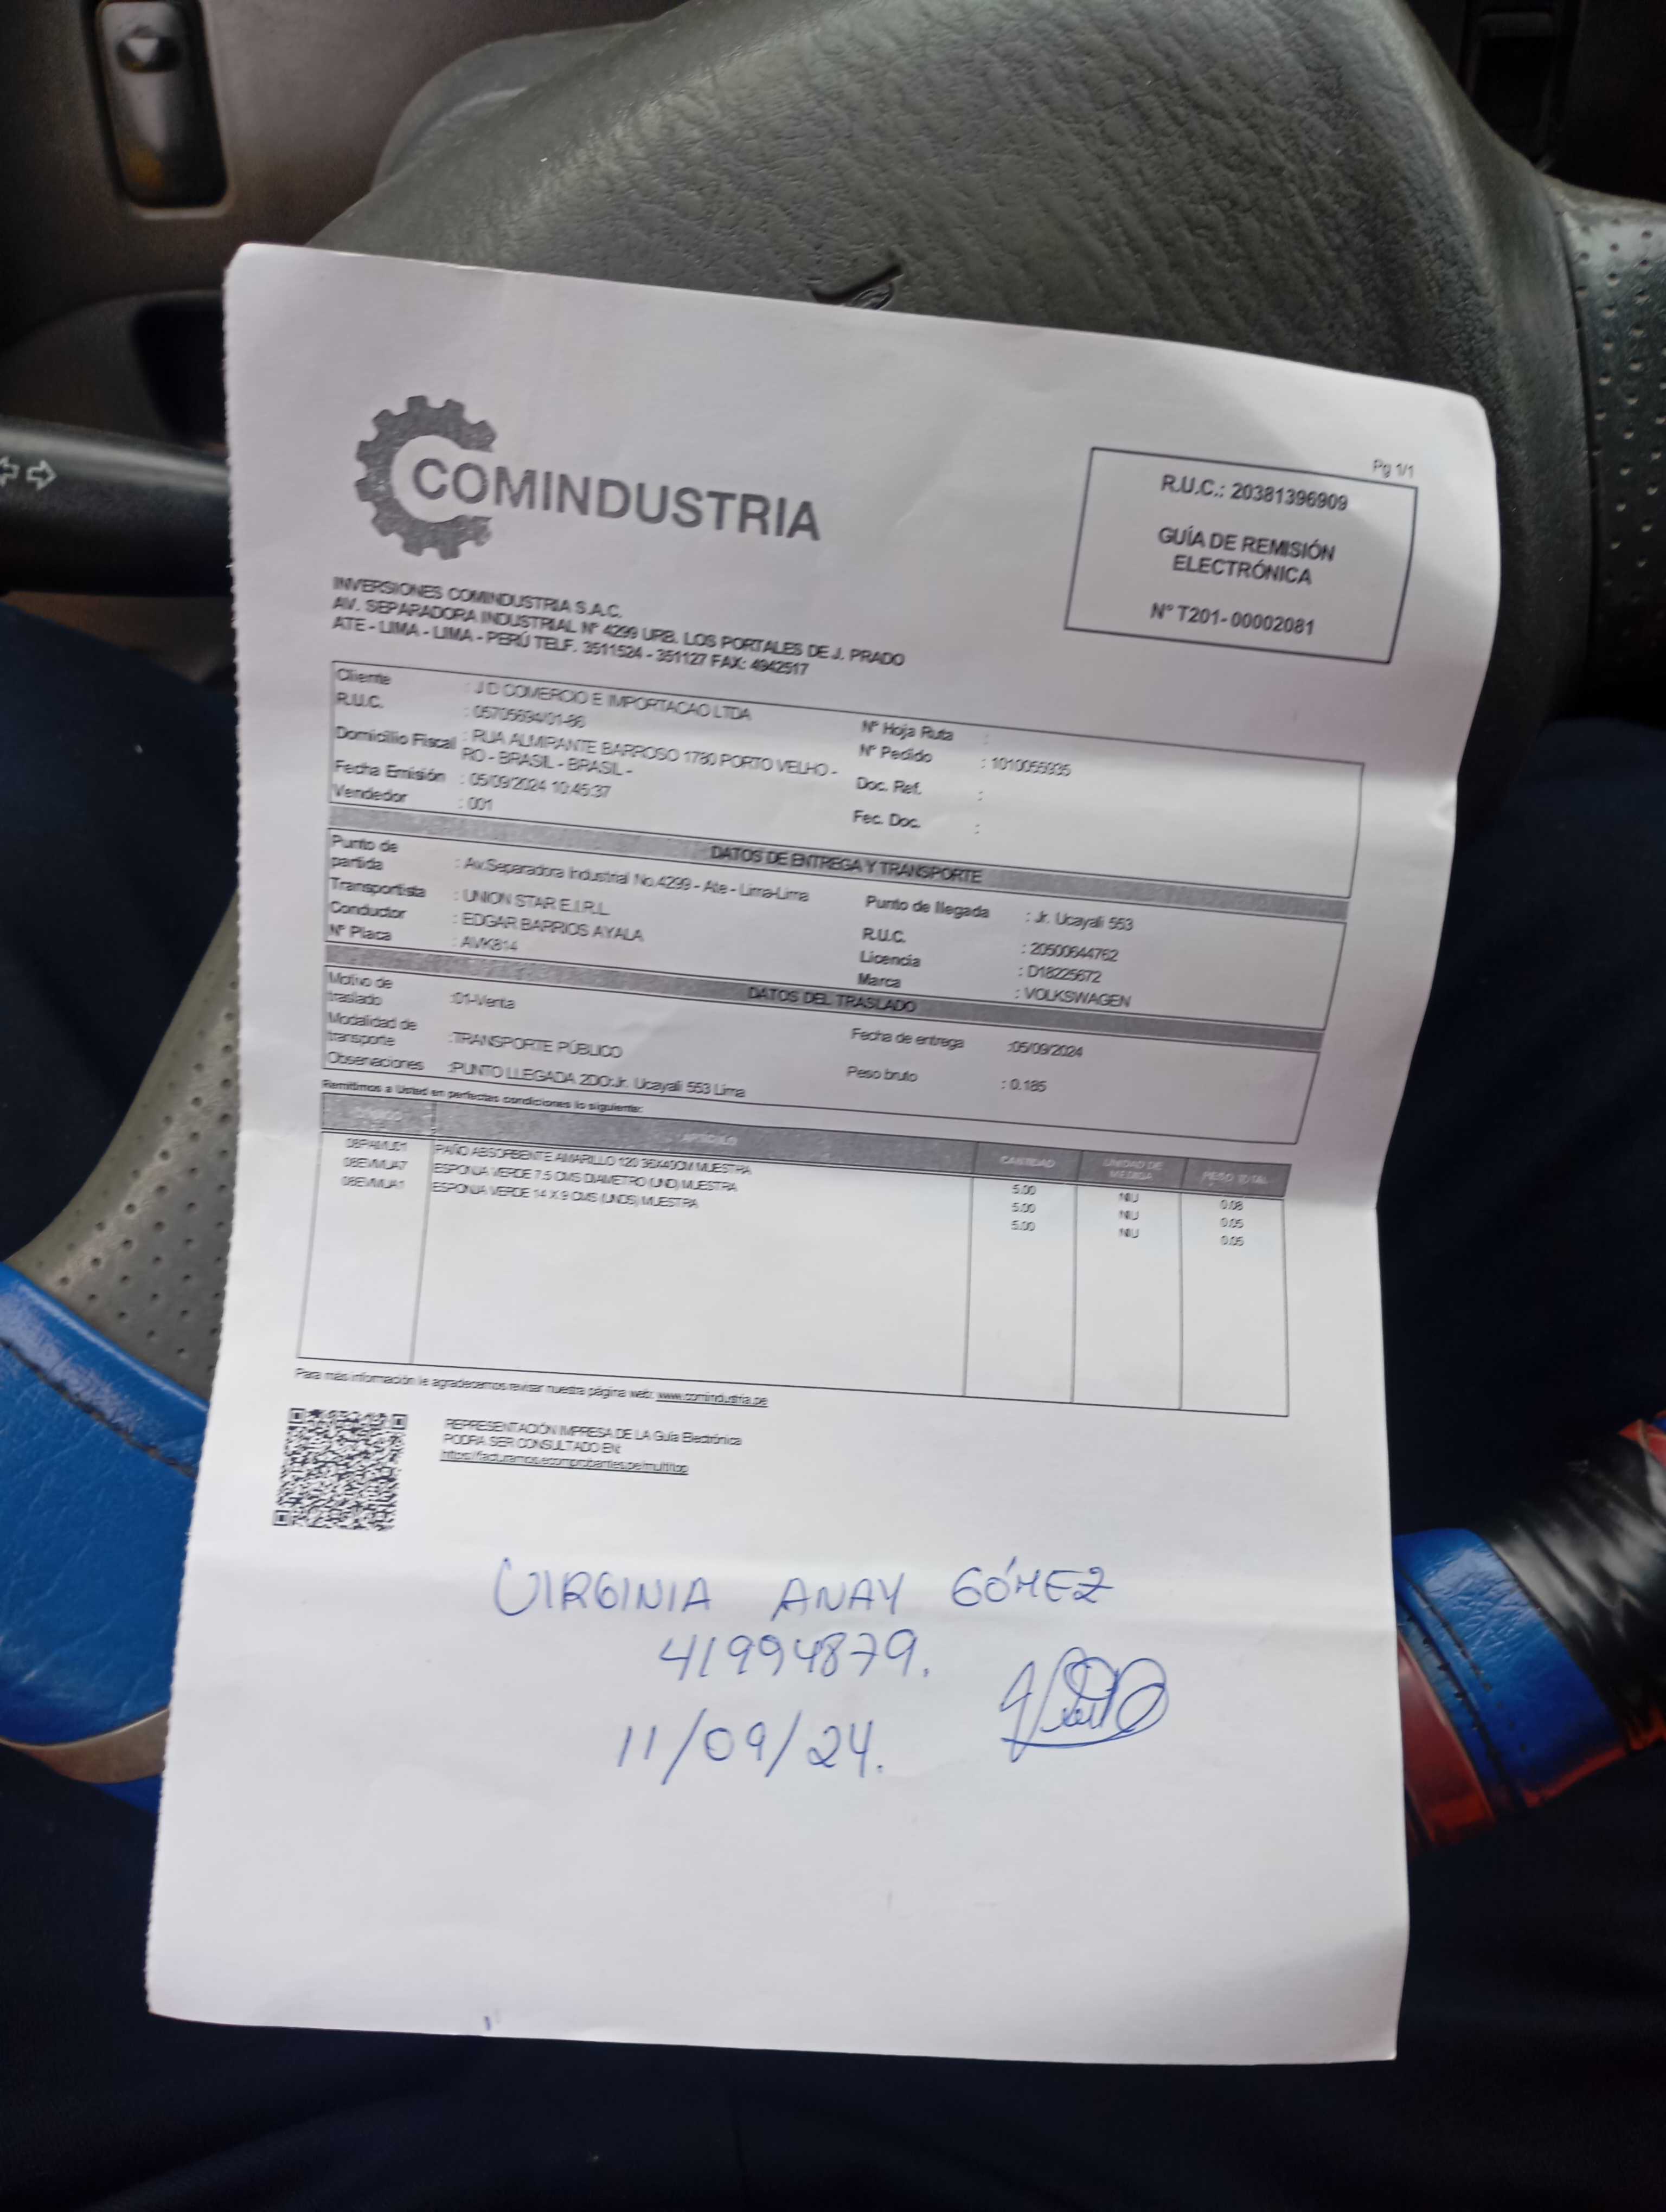 COMINDUSTRIA
Pg 1/1
R.U.C.: 20381396909
GUÍA DE REMISIÓN
ELECTRÓNICA
N° T201-00002081
INVERSIONES COMINDUSTRIA S.A.C.
AV. SEPARADORA INDUSTRIAL N° 4299 URB. LOS PORTALES DE J. PRADO
ATE - LIMA - LIMA - PERÚ TELF. 3511524 - 351127 FAX: 4942517
Cliente : J D COMERCIO E IMPORTACAO LTDA
R.U.C. : 05705694/01-86
Domicilio Fiscal : RUA ALMIRANTE BARROSO 1780 PORTO VELHO -
RO - BRASIL - BRASIL -
Fecha Emisión : 05/09/2024 10:45:37
Vendedor : 001
N° Hoja Ruta :
N° Pedido : 1010055935
Doc. Ref. :
Fec. Doc. :
DATOS DE ENTREGA Y TRANSPORTE
Punto de
partida : Av.Separadora Industrial No.4299 - Ate - Lima-Lima
Transportista : UNION STAR E.I.R.L
Conductor : EDGAR BARRIOS AYALA
N° Placa : AVK814
Punto de llegada : Jr. Ucayali 553
R.U.C. : 20500644762
Licencia : D18225672
Marca : VOLKSWAGEN
DATOS DEL TRASLADO
Motivo de
traslado :01-Venta
Modalidad de
transporte :TRANSPORTE PÚBLICO
Observaciones :PUNTO LLEGADA 2DO:Jr. Ucayali 553 Lima
Fecha de entrega :05/09/2024
Peso bruto : 0.185
Remitimos a Usted en perfectas condiciones lo siguiente:
ARTICULO CANTIDAD UNIDAD DE MEDIDA PESO TOTAL
08PAMU01 PAÑO ABSORBENTE AMARILLO 120 36X40CM MUESTRA 5.00 NIU 0.08
08EVMUA7 ESPONJA VERDE 7.5 CMS DIAMETRO (UND) MUESTRA 5.00 NIU 0.05
08EVMUA1 ESPONJA VERDE 14 X 9 CMS (UNDS) MUESTRA 5.00 NIU 0.05
Para más información le agradecemos revisar nuestra página web: www.comindustria.pe
REPRESENTACIÓN IMPRESA DE LA Guía Electrónica
PODRA SER CONSULTADO EN:
https://facturamos.ecomprobantes.pe/multitop
VIRGINIA ANAY GÓMEZ
41994879.
11/09/24.